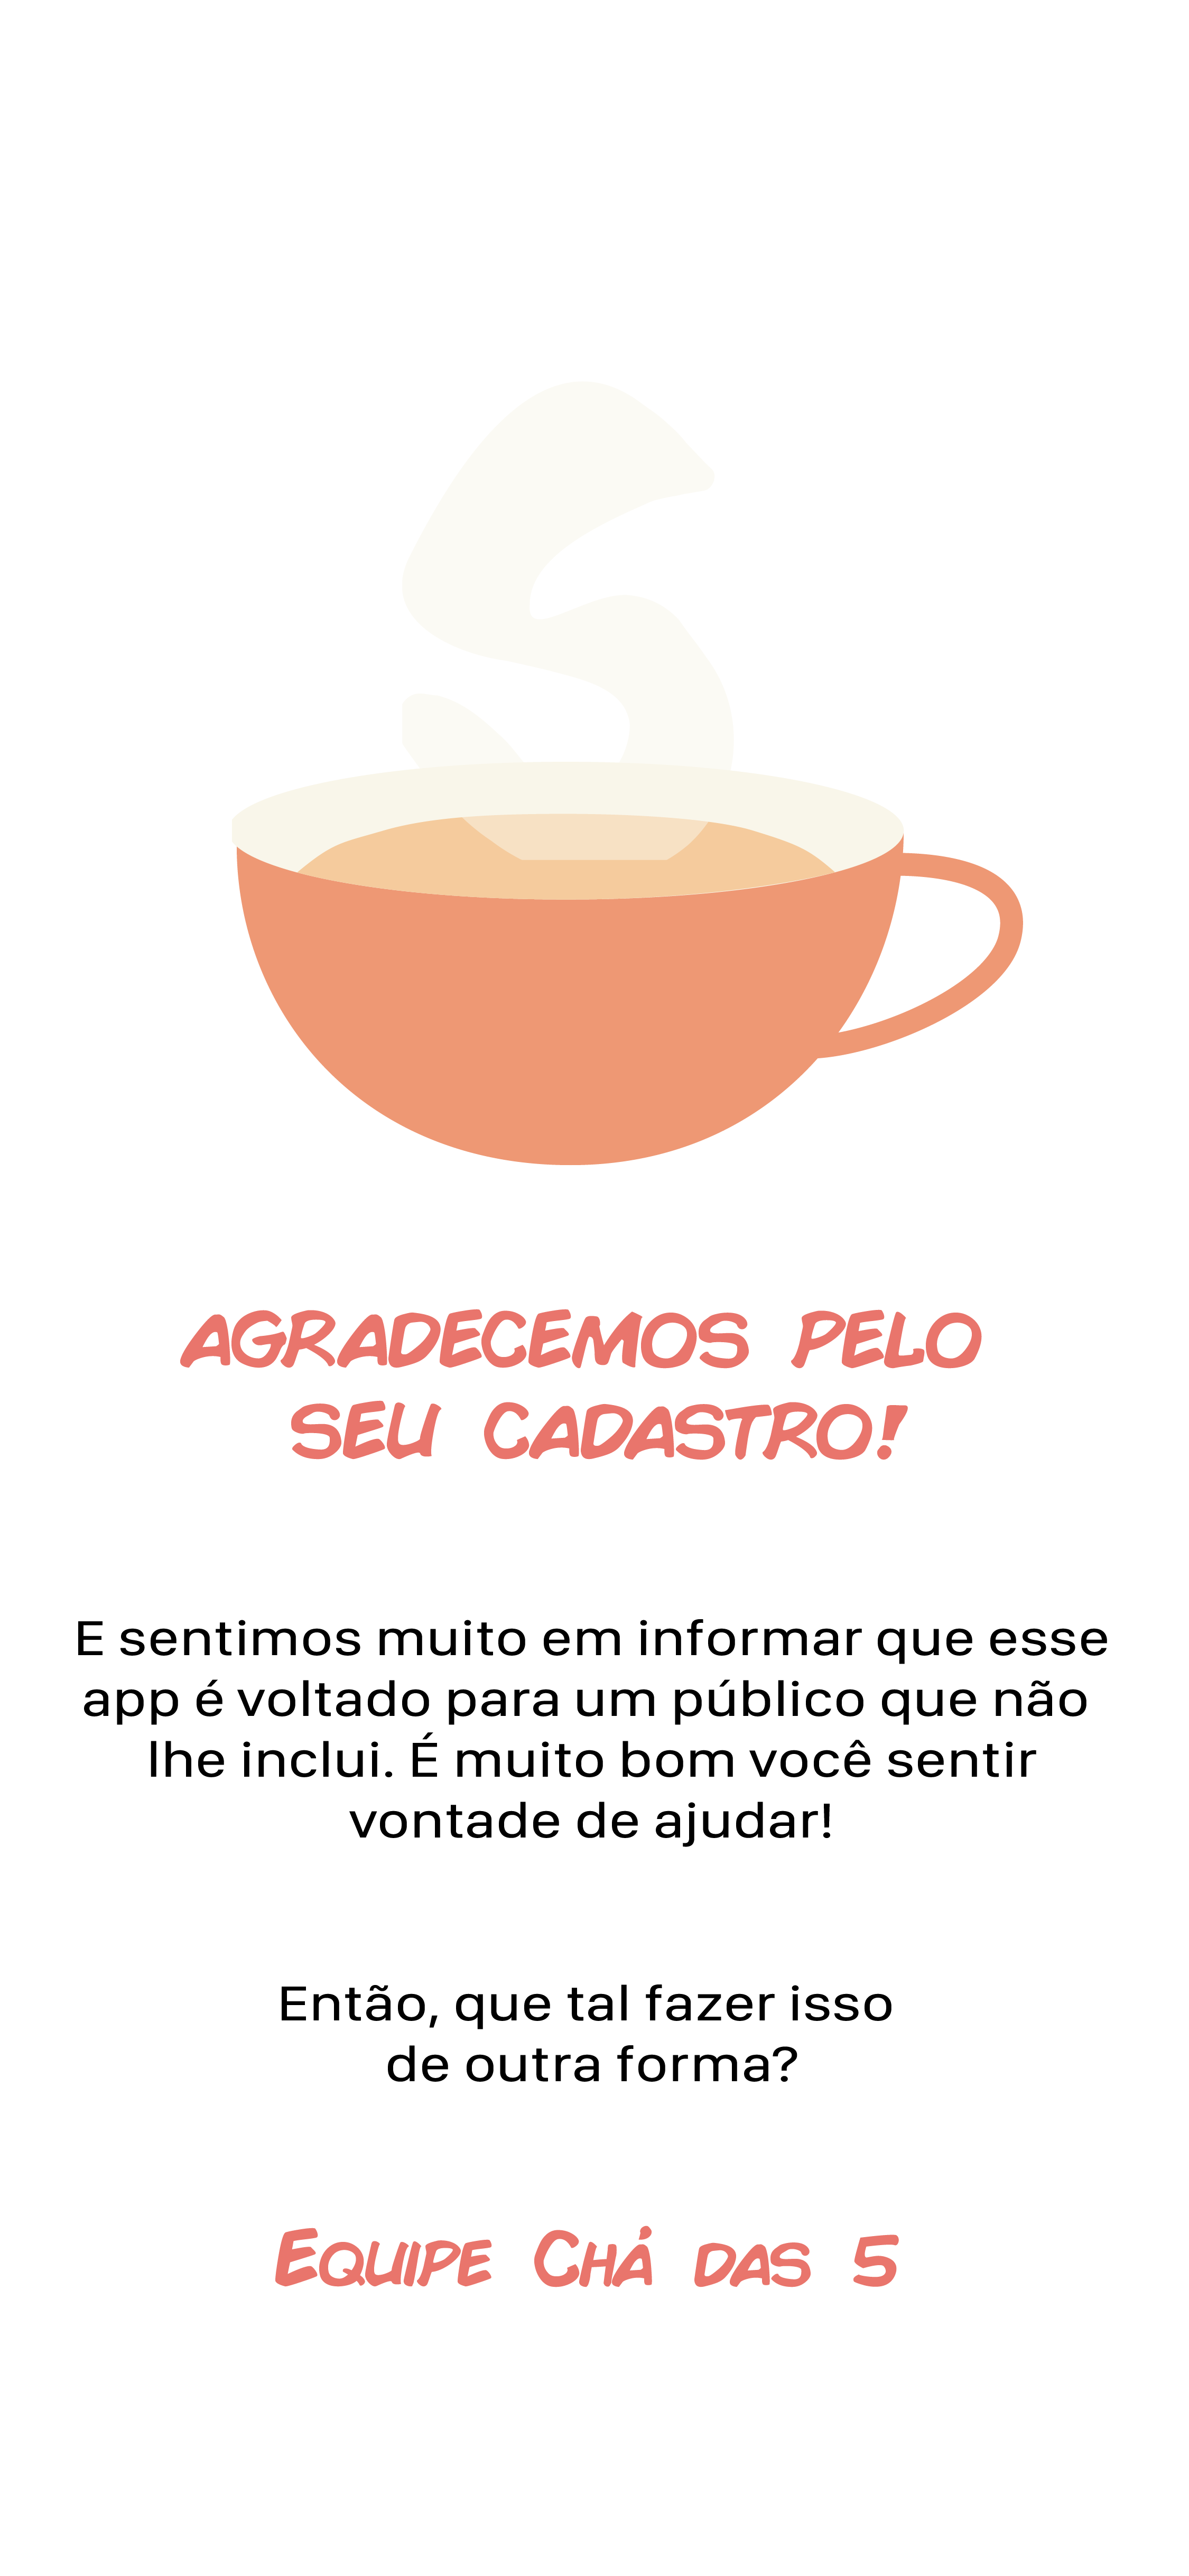 AGRADECEMOS PELO
SEU CADASTRO!
E sentimos muito em informar que esse
app é voltado para um público que não
lhe inclui. É muito bom você sentir
vontade de ajudar!
Então, que tal fazer isso
de outra forma?
EQUIPE CHÁ DAS 5